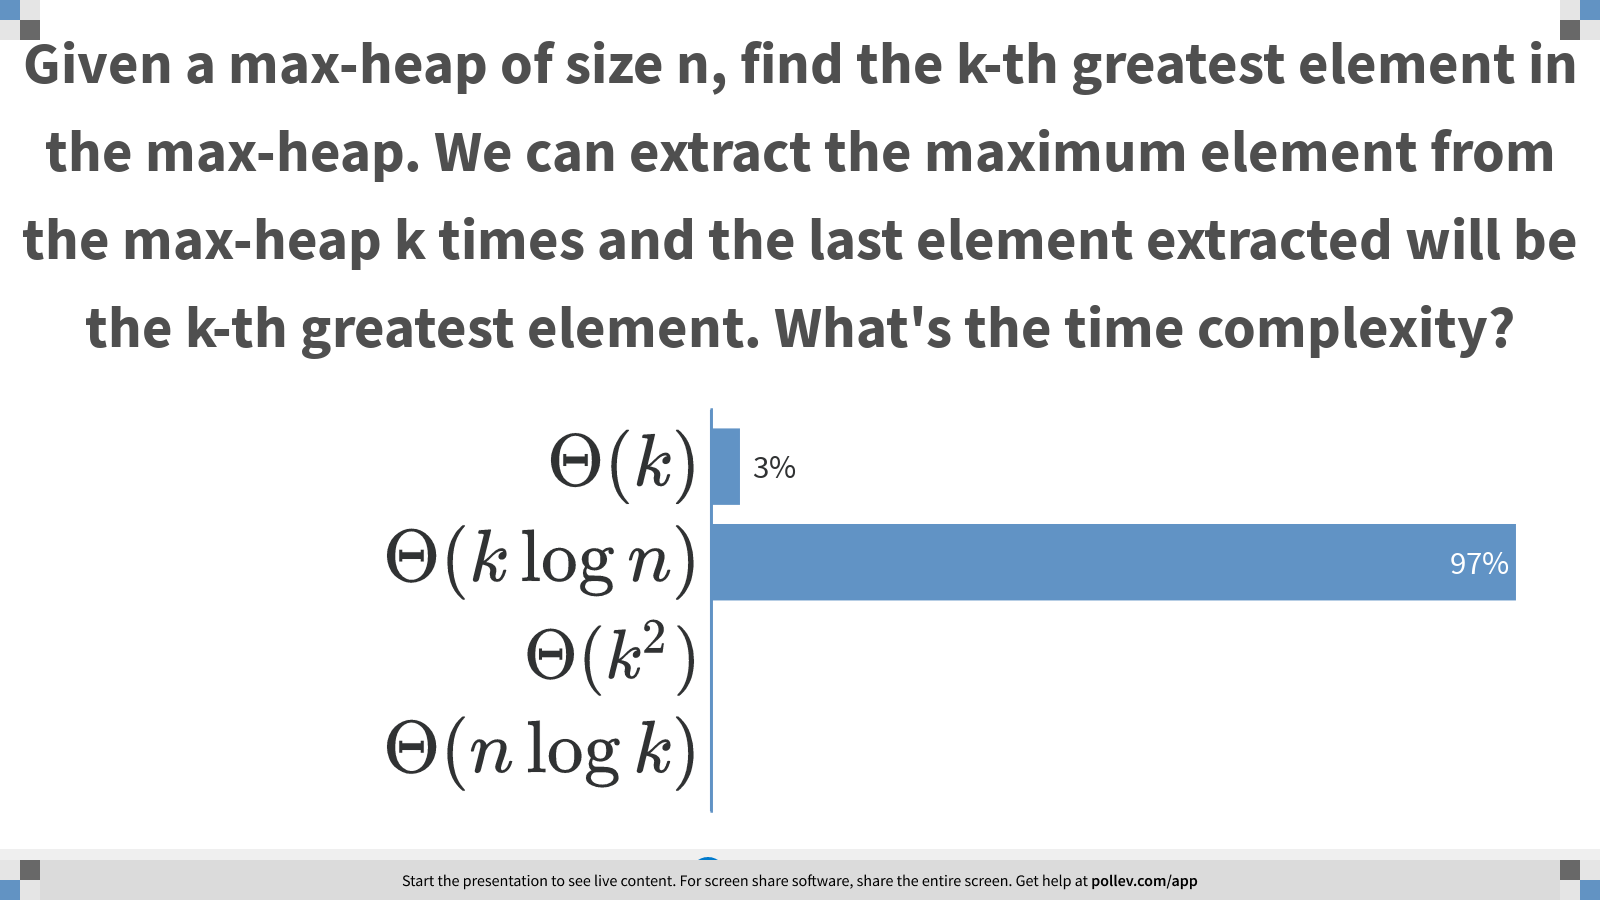 Given a max-heap of size n, find the k-th greatest element in
the max-heap. We can extract the maximum element from
the max-heap k times and the last element extracted will be
the k-th greatest element. What's the time complexity?
Θ(k) 3%
Θ(k log n) 97%
Θ(k²)
Θ(n log k)
Start the presentation to see live content. For screen share software, share the entire screen. Get help at pollev.com/app